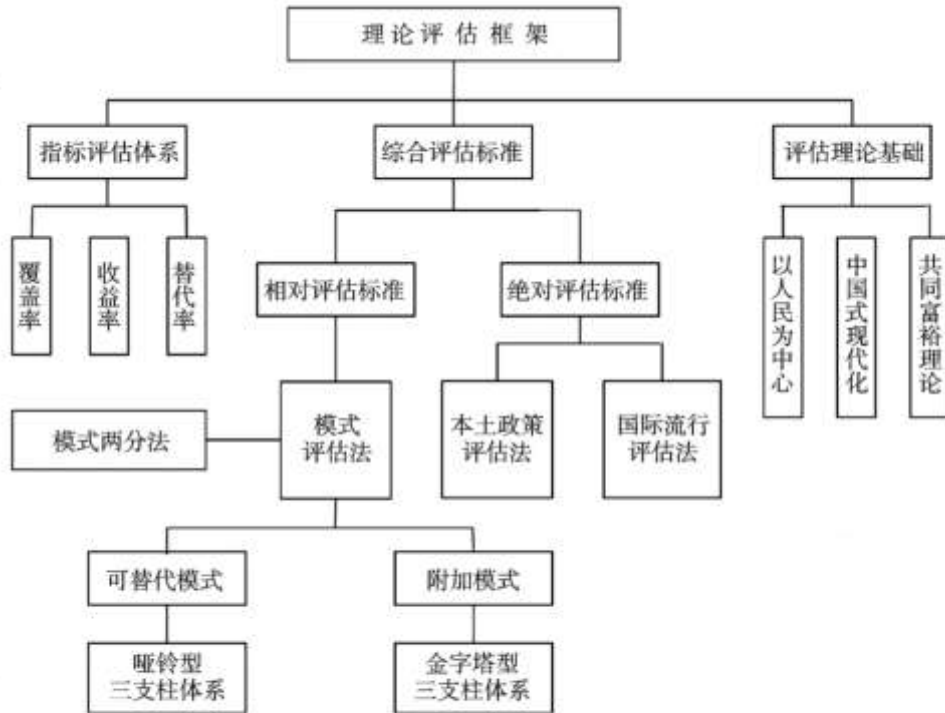 理论评估框架
指标评估体系
综合评估标准
评估理论基础
覆盖率
收益率
替代率
相对评估标准
绝对评估标准
以人民为中心
中国式现代化
共同富裕理论
模式两分法
模式
评估法
本土政策
评估法
国际流行
评估法
可替代模式
附加模式
哑铃型
三支柱体系
金字塔型
三支柱体系